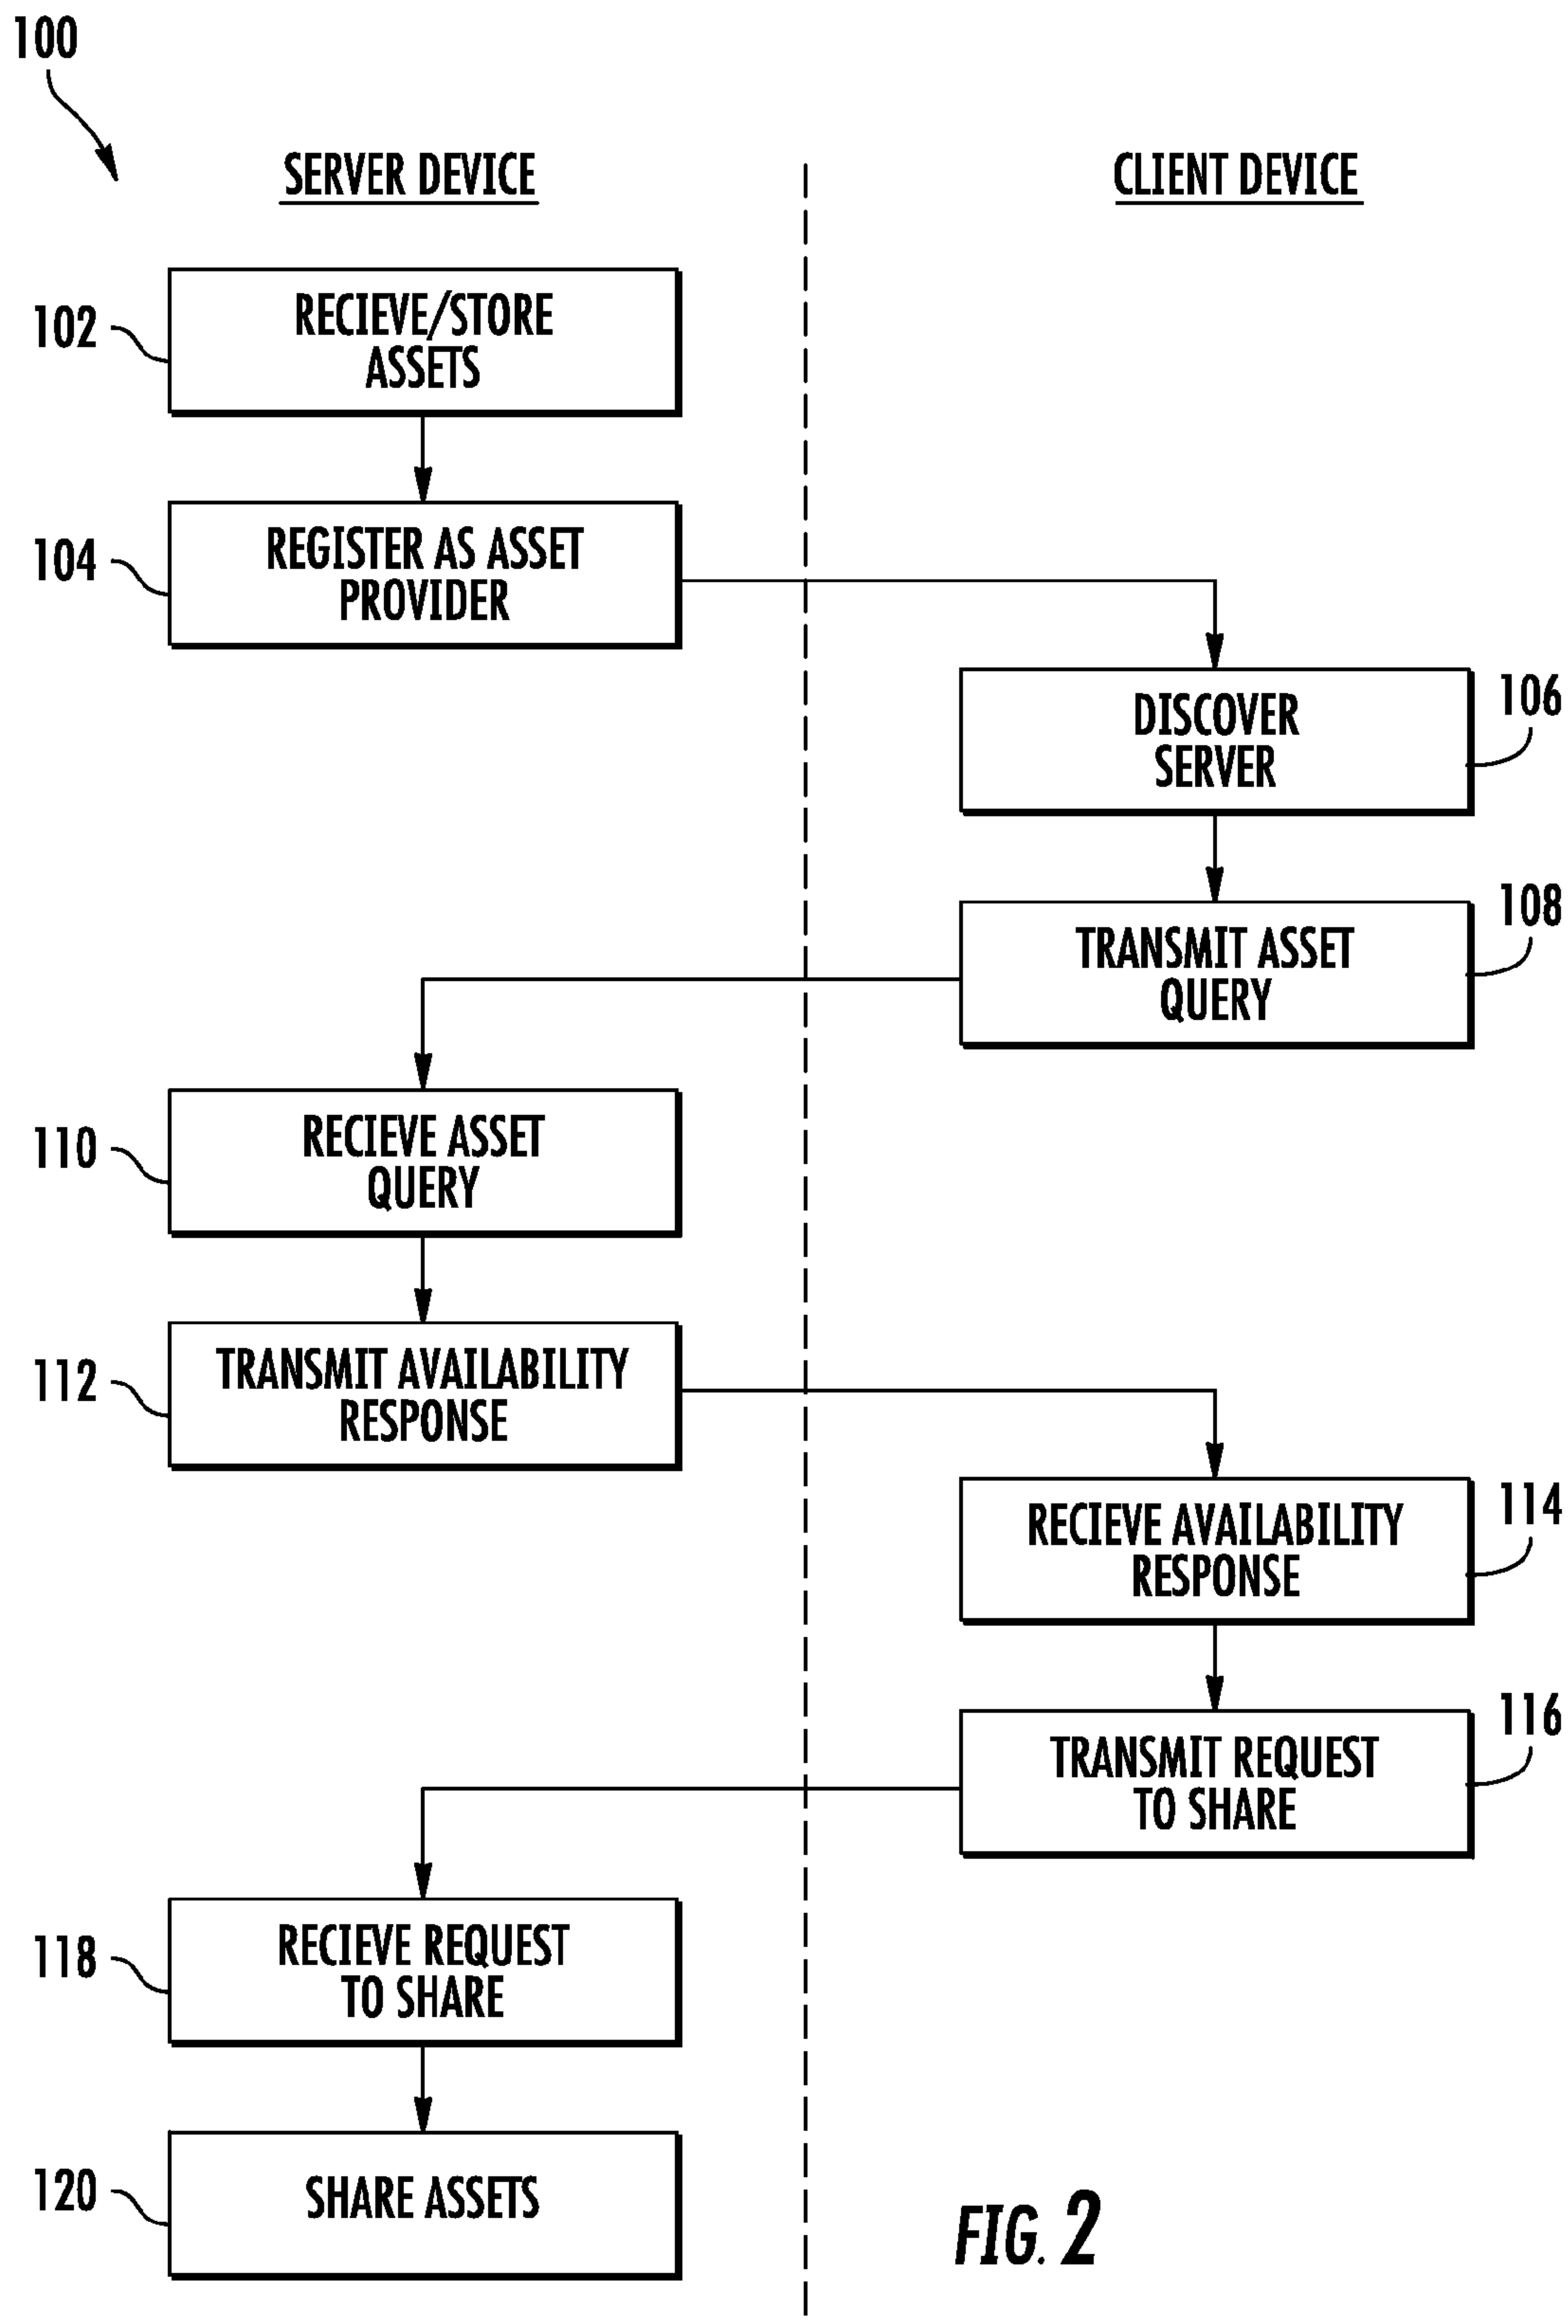 100
SERVER DEVICE
CLIENT DEVICE
102
RECIEVE/STORE
ASSETS
104
REGISTER AS ASSET
PROVIDER
106
DISCOVER
SERVER
108
TRANSMIT ASSET
QUERY
110
RECIEVE ASSET
QUERY
112
TRANSMIT AVAILABILITY
RESPONSE
114
RECIEVE AVAILABILITY
RESPONSE
116
TRANSMIT REQUEST
TO SHARE
118
RECIEVE REQUEST
TO SHARE
120
SHARE ASSETS
FIG. 2